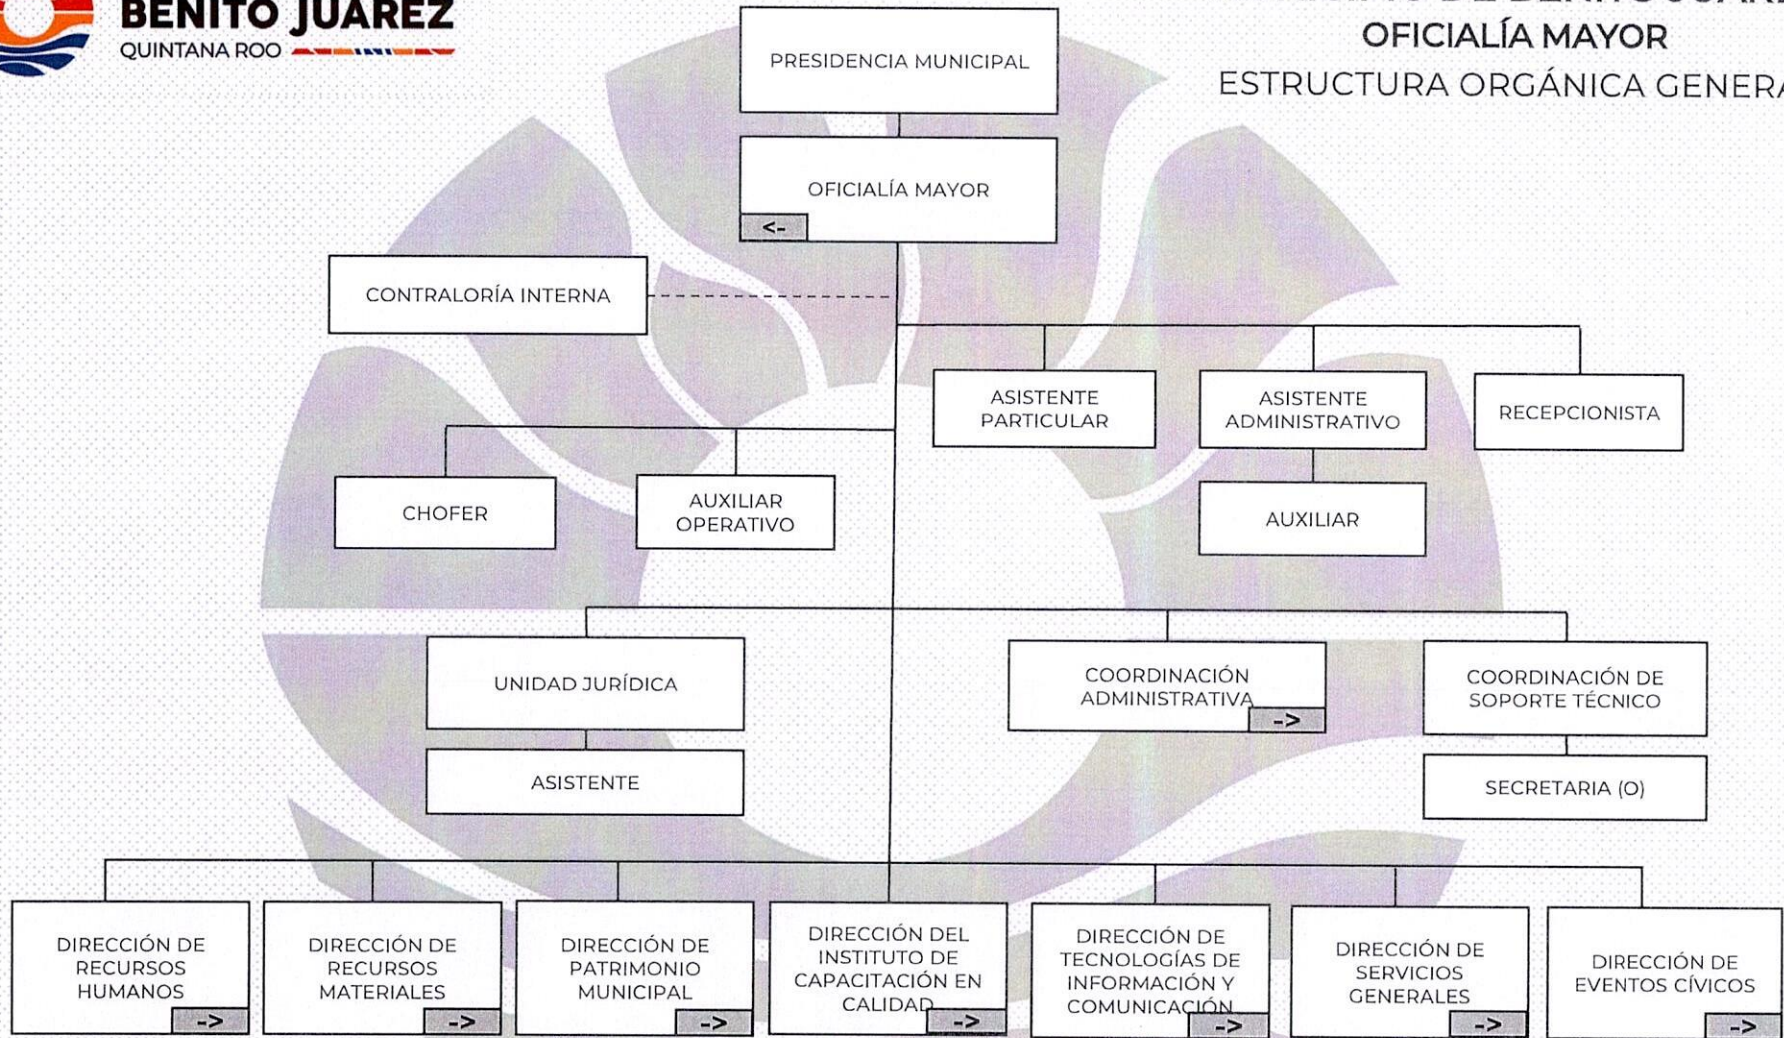 BENITO JUÁREZ
QUINTANA ROO
DE BENITO
OFICIALÍA MAYOR
ESTRUCTURA ORGÁNICA
PRESIDENCIA MUNICIPAL
OFICIALÍA MAYOR
<-
CONTRALORÍA INTERNA
ASISTENTE
PARTICULAR
ASISTENTE
ADMINISTRATIVO
RECEPCIONISTA
CHOFER
AUXILIAR
OPERATIVO
AUXILIAR
UNIDAD JURÍDICA
COORDINACIÓN
ADMINISTRATIVA
->
COORDINACIÓN DE
SOPORTE TÉCNICO
ASISTENTE
SECRETARIA (O)
DIRECCIÓN DE
RECURSOS
HUMANOS
->
DIRECCIÓN DE
RECURSOS
MATERIALES
->
DIRECCIÓN DE
PATRIMONIO
MUNICIPAL
->
DIRECCIÓN DEL
INSTITUTO DE
CAPACITACIÓN EN
CALIDAD
->
DIRECCIÓN DE
TECNOLOGÍAS DE
INFORMACIÓN Y
COMUNICACIÓN
->
DIRECCIÓN DE
SERVICIOS
GENERALES
->
DIRECCIÓN DE
EVENTOS CÍVICOS
->